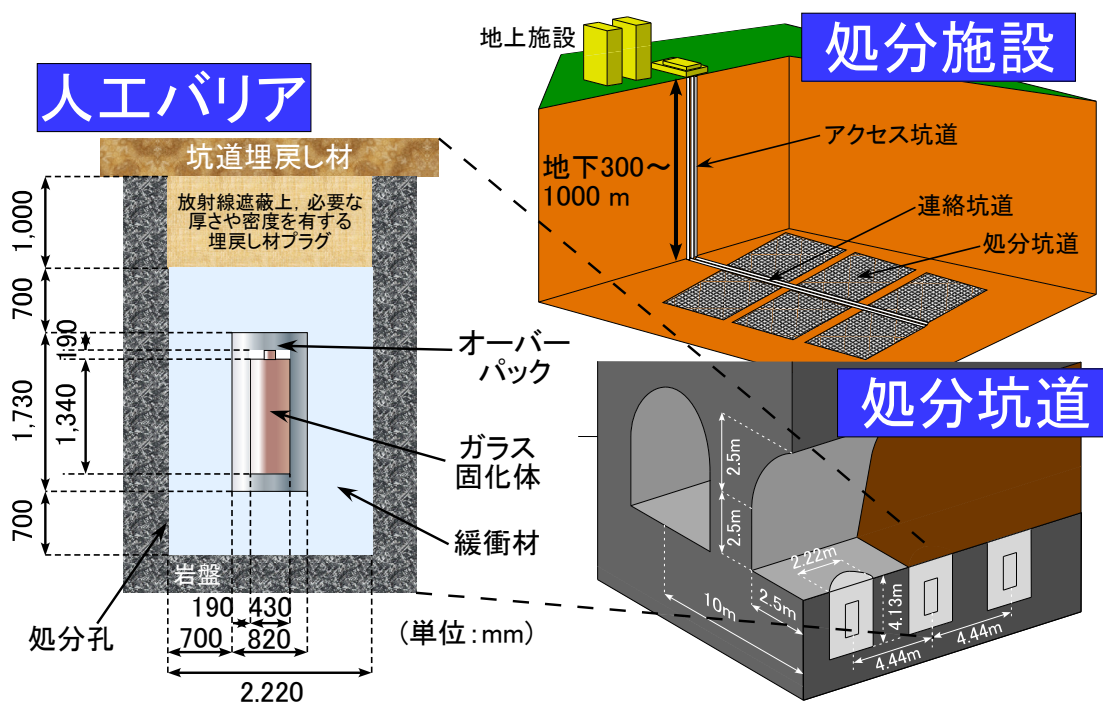 人工バリア
坑道埋戻し材
放射線遮蔽上，必要な
厚さや密度を有する
埋戻し材プラグ
1,000
700
190
1,730
1,340
700
オーバー
パック
ガラス
固化体
緩衝材
岩盤
処分孔
190
430
700
820
2.220
(単位：mm)
処分施設
地上施設
アクセス坑道
地下300～
1000 m
連絡坑道
処分坑道
処分坑道
2.5m
2.5m
2.22m
10m
2.5m
4.13m
4.44m
4.44m